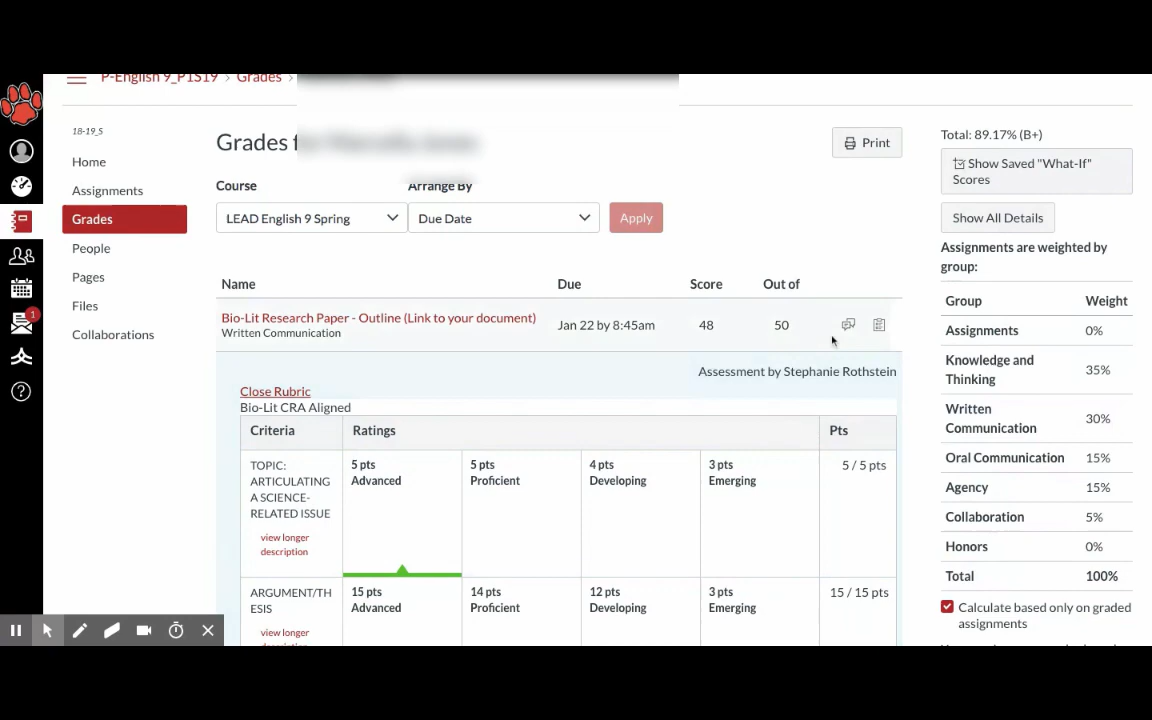 P-English 9_P1S19 > Grades >
18-19_5
Home
Assignments
Grades
People
Pages
Files
Collaborations
1
Grades f
Print
Course
Arrange By
LEAD English 9 Spring
Due Date
Apply
Name Due Score Out of
Bio-Lit Research Paper - Outline (Link to your document)
Written Communication
Jan 22 by 8:45am 48 50
Assessment by Stephanie Rothstein
Close Rubric
Bio-Lit CRA Aligned
Criteria Ratings Pts
TOPIC:
ARTICULATING
A SCIENCE-
RELATED ISSUE
view longer
description
5 pts
Advanced
5 pts
Proficient
4 pts
Developing
3 pts
Emerging
5 / 5 pts
ARGUMENT/TH
ESIS
view longer
15 pts
Advanced
14 pts
Proficient
12 pts
Developing
3 pts
Emerging
15 / 15 pts
Total: 89.17% (B+)
Show Saved "What-If"
Scores
Show All Details
Assignments are weighted by
group:
Group Weight
Assignments 0%
Knowledge and
Thinking
35%
Written
Communication
30%
Oral Communication 15%
Agency 15%
Collaboration 5%
Honors 0%
Total 100%
Calculate based only on graded
assignments